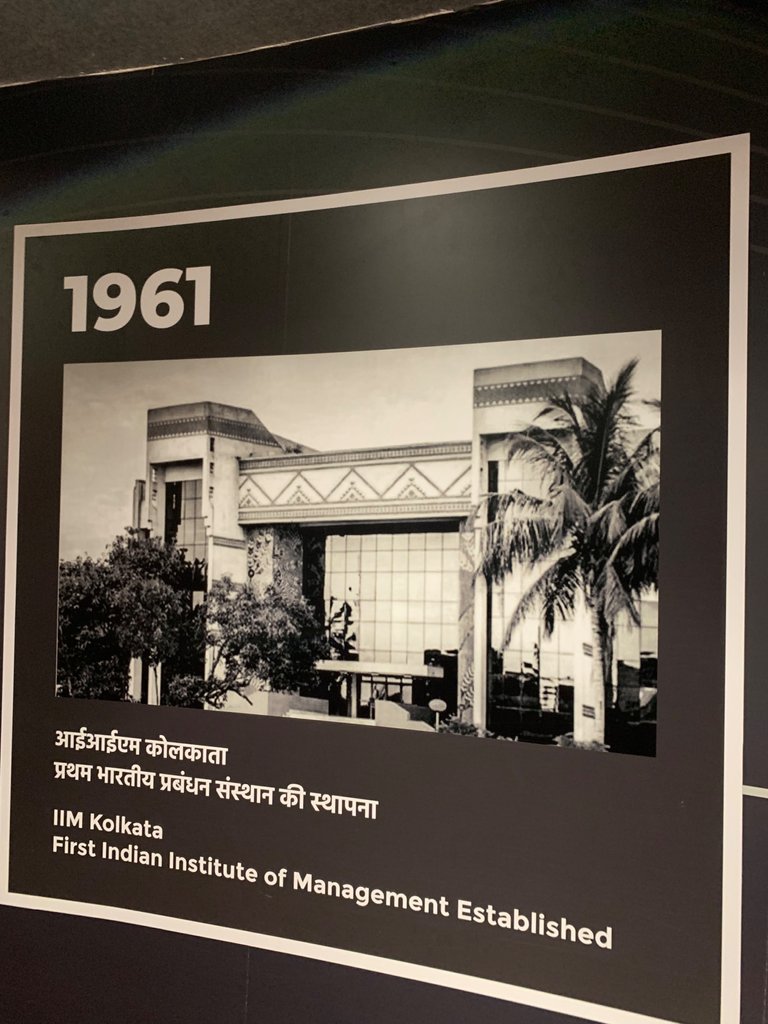 1961
आईआईएम कोलकाता
प्रथम भारतीय प्रबंधन संस्थान की स्थापना
IIM Kolkata
First Indian Institute of Management Established